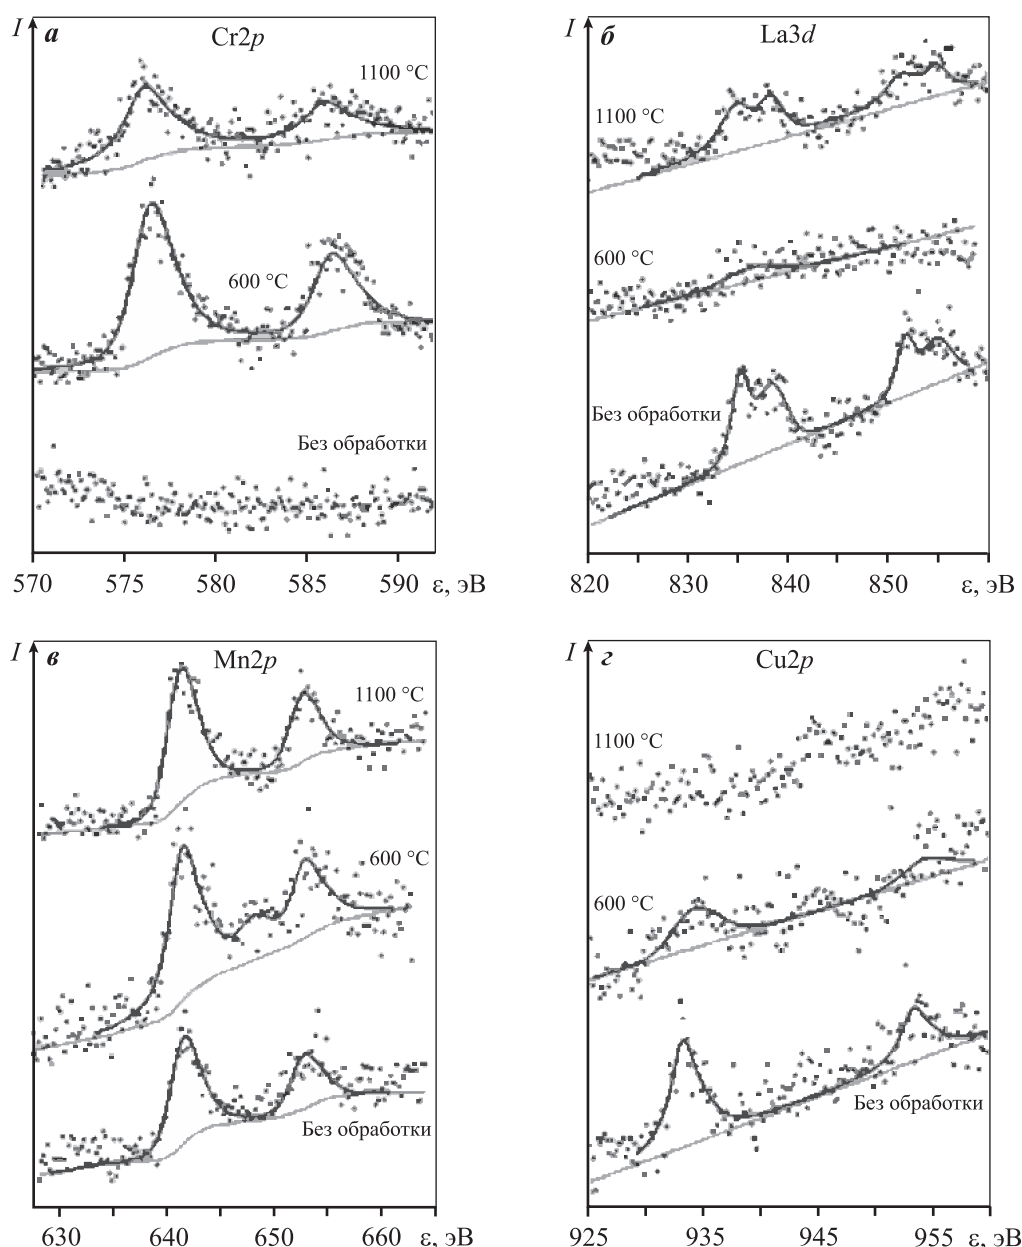 I а Cr2p
1100 °C
600 °C
Без обработки
570 575 580 585 590 ε, эВ
I б La3d
1100 °C
600 °C
Без обработки
820 830 840 850 ε, эВ
I в Mn2p
1100 °C
600 °C
Без обработки
630 640 650 660 ε, эВ
I г Cu2p
1100 °C
600 °C
Без обработки
925 935 945 955 ε, эВ